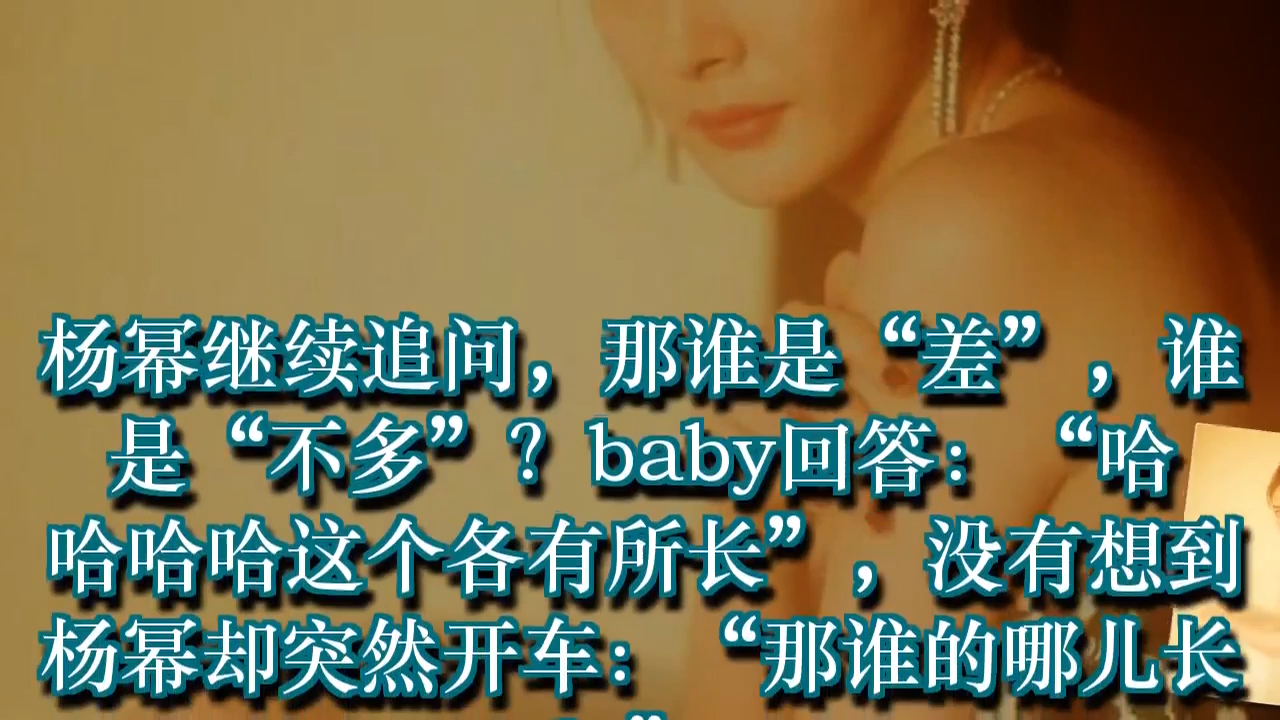 杨幂继续追问，那谁是“差”，谁
是“不多”？baby回答：“哈
哈哈哈这个各有所长”，没有想到
杨幂却突然开车：“那谁的哪儿长